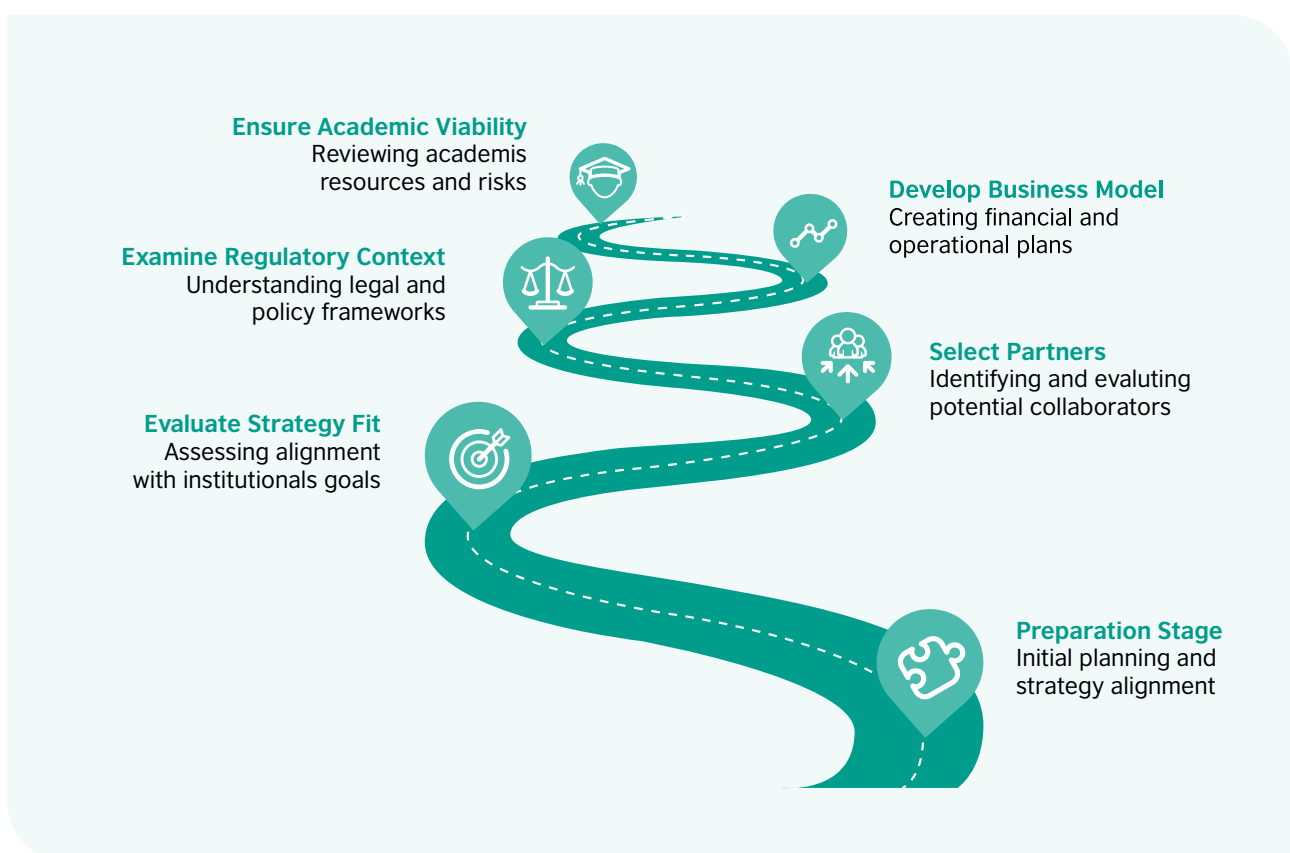 Ensure Academic Viability
Reviewing academis
resources and risks
Develop Business Model
Creating financial and
operational plans
Examine Regulatory Context
Understanding legal and
policy frameworks
Select Partners
Identifying and evaluting
potential collaborators
Evaluate Strategy Fit
Assessing alignment
with institutionals goals
Preparation Stage
Initial planning and
strategy alignment